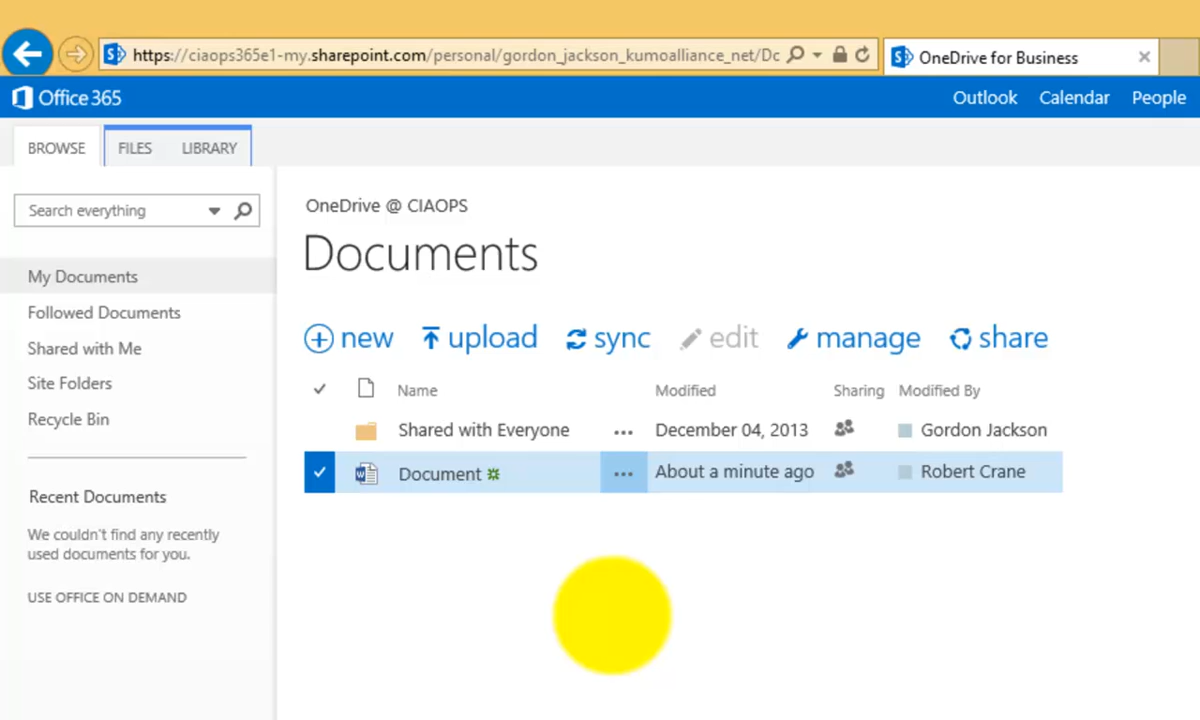 https://ciaops365e1-my.sharepoint.com/personal/gordon_jackson_kumoalliance_net/Dc
OneDrive for Business
Office 365
Outlook Calendar People
BROWSE FILES LIBRARY
Search everything
My Documents
Followed Documents
Shared with Me
Site Folders
Recycle Bin
Recent Documents
We couldn't find any recently
used documents for you.
USE OFFICE ON DEMAND
OneDrive @ CIAOPS
Documents
new upload sync edit manage share
Name Modified Sharing Modified By
Shared with Everyone ... December 04, 2013 Gordon Jackson
Document ... About a minute ago Robert Crane